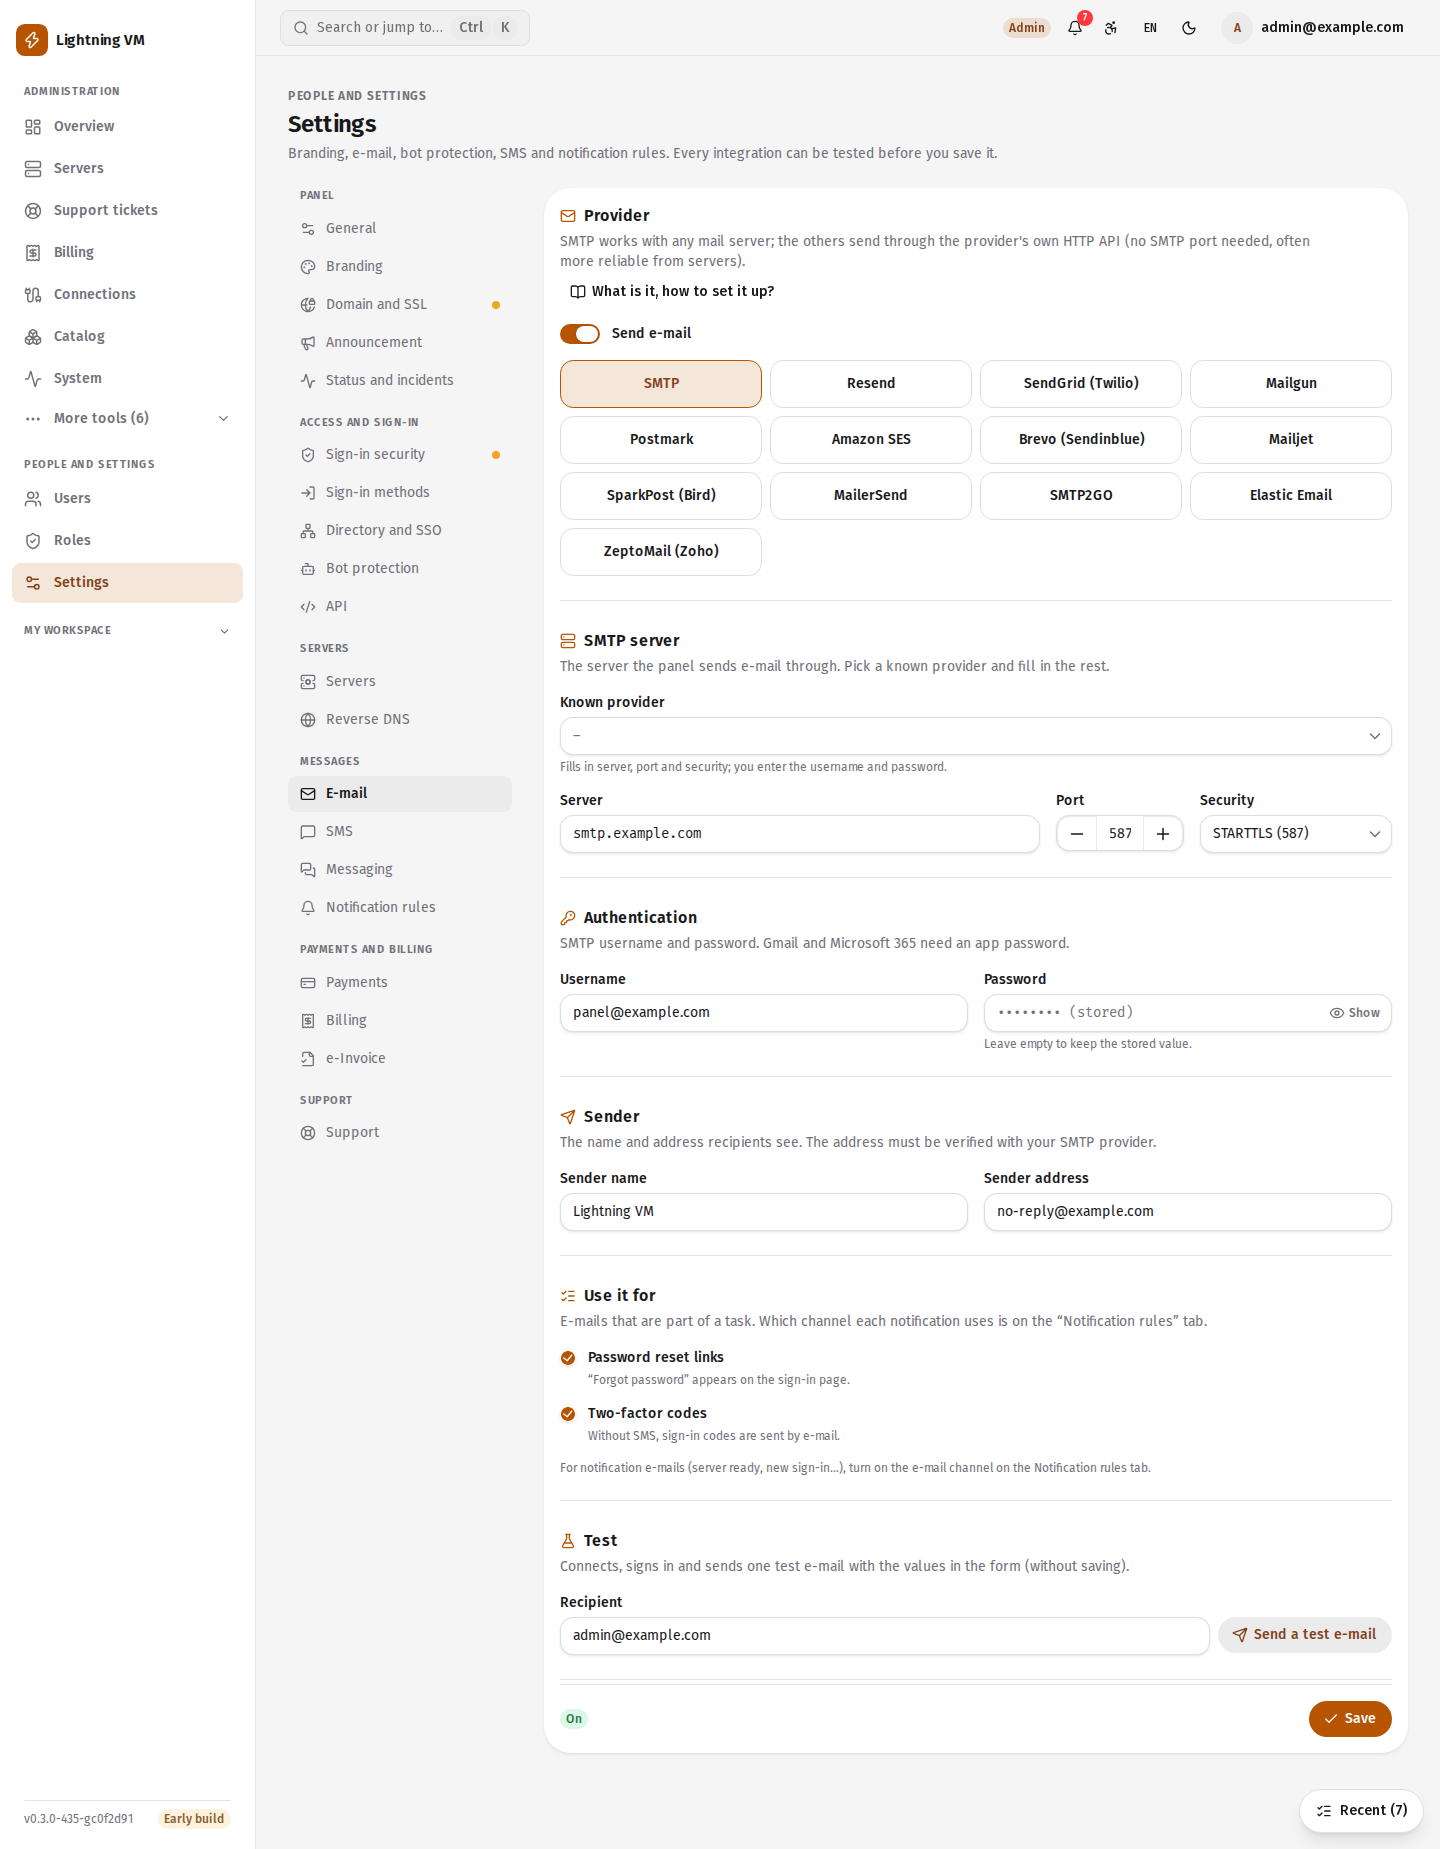 Lightning VM
ADMINISTRATION
Overview
Servers
Support tickets
Billing
Connections
Catalog
System
More tools (6)
PEOPLE AND SETTINGS
Users
Roles
Settings
MY WORKSPACE
v0.3.0-435-gc0f2d91
Early build
Search or jump to...
Ctrl
K
Admin
7
EN
A
admin@example.com
PEOPLE AND SETTINGS
Settings
Branding, e-mail, bot protection, SMS and notification rules. Every integration can be tested before you save it.
PANEL
General
Branding
Domain and SSL
Announcement
Status and incidents
ACCESS AND SIGN-IN
Sign-in security
Sign-in methods
Directory and SSO
Bot protection
API
SERVERS
Servers
Reverse DNS
MESSAGES
E-mail
SMS
Messaging
Notification rules
PAYMENTS AND BILLING
Payments
Billing
e-Invoice
SUPPORT
Support
Provider
SMTP works with any mail server; the others send through the provider's own HTTP API (no SMTP port needed, often
more reliable from servers).
What is it, how to set it up?
Send e-mail
SMTP
Resend
SendGrid (Twilio)
Mailgun
Postmark
Amazon SES
Brevo (Sendinblue)
Mailjet
SparkPost (Bird)
MailerSend
SMTP2GO
Elastic Email
ZeptoMail (Zoho)
SMTP server
The server the panel sends e-mail through. Pick a known provider and fill in the rest.
Known provider
–
Fills in server, port and security; you enter the username and password.
Server
Port
Security
smtp.example.com
587
STARTTLS (587)
Authentication
SMTP username and password. Gmail and Microsoft 365 need an app password.
Username
Password
panel@example.com
•••••••• (stored)
Show
Leave empty to keep the stored value.
Sender
The name and address recipients see. The address must be verified with your SMTP provider.
Sender name
Sender address
Lightning VM
no-reply@example.com
Use it for
E-mails that are part of a task. Which channel each notification uses is on the “Notification rules” tab.
Password reset links
“Forgot password” appears on the sign-in page.
Two-factor codes
Without SMS, sign-in codes are sent by e-mail.
For notification e-mails (server ready, new sign-in...), turn on the e-mail channel on the Notification rules tab.
Test
Connects, signs in and sends one test e-mail with the values in the form (without saving).
Recipient
admin@example.com
Send a test e-mail
On
Save
Recent (7)